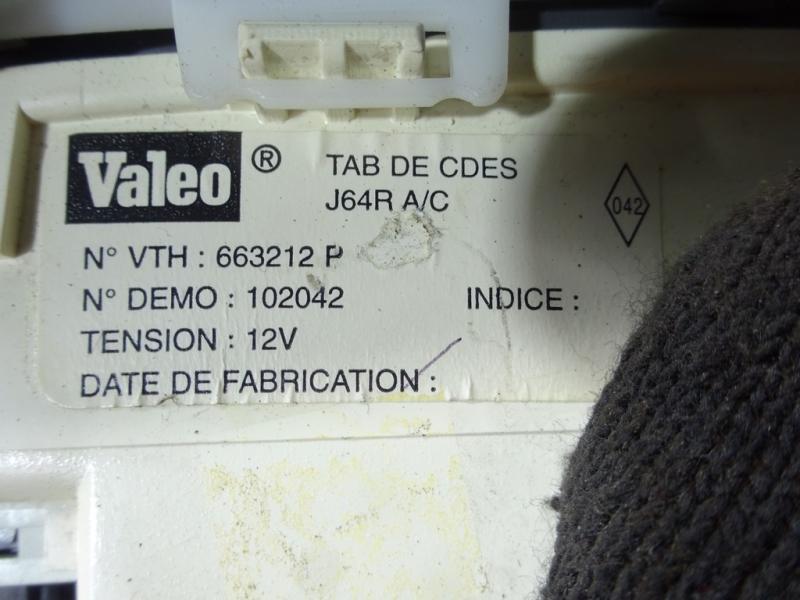 Valeo ®
TAB DE CDES
J64R A/C
042
N° VTH : 663212 P
N° DEMO : 102042
INDICE :
TENSION : 12V
DATE DE FABRICATION :